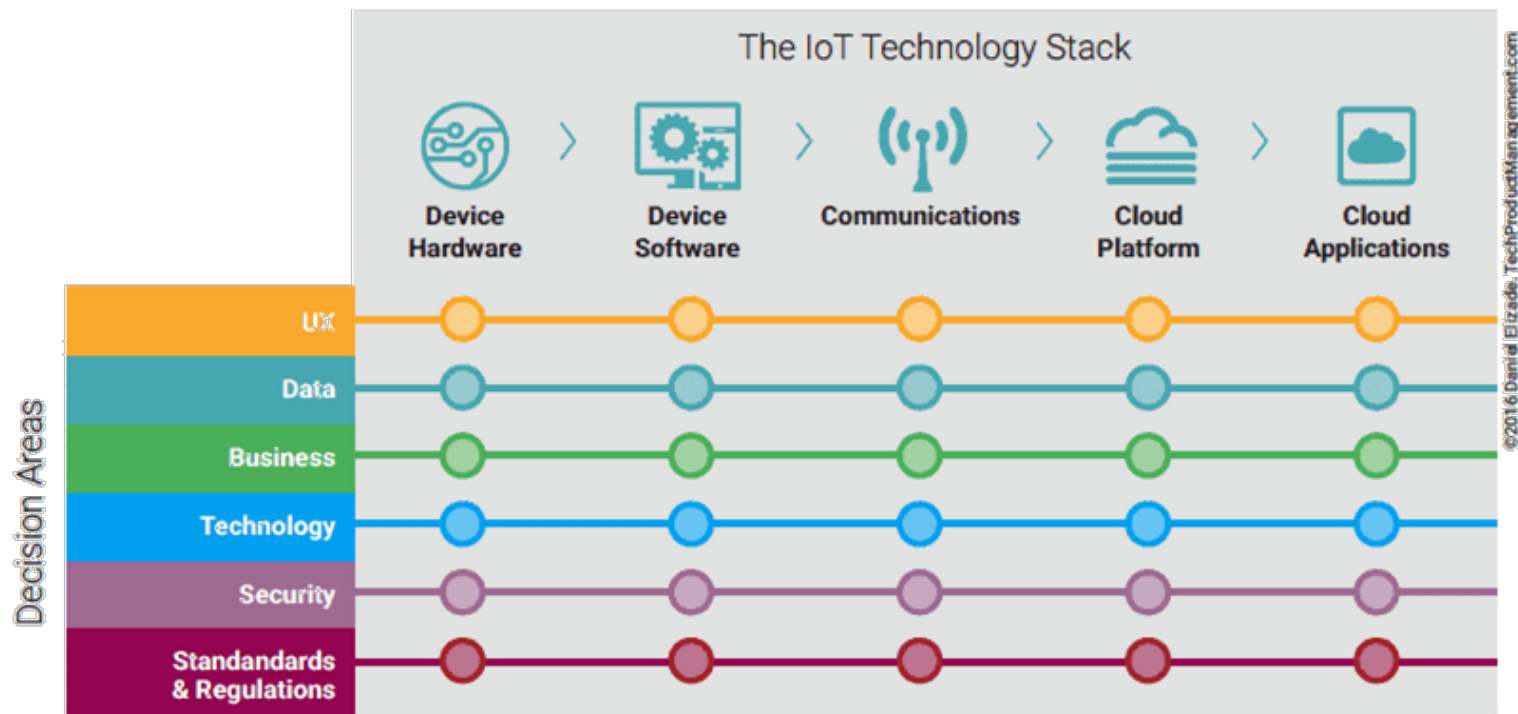 The IoT Technology Stack
Device
Hardware
Device
Software
Communications
Cloud
Platform
Cloud
Applications
Decision Areas
UX
Data
Business
Technology
Security
Standandards
& Regulations
©2016 Daniel Elizade. TechProductManagement.com